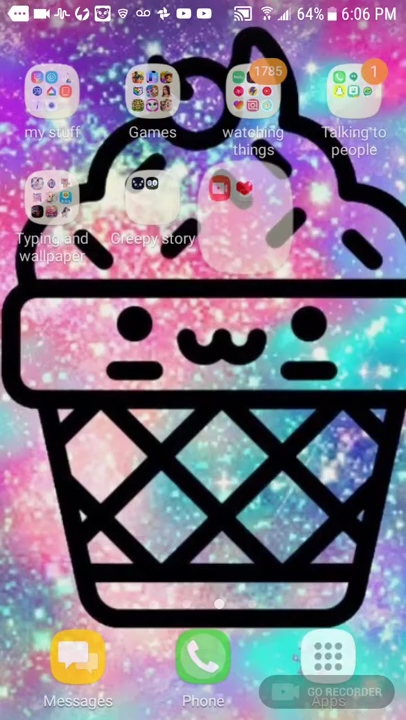 64% 6:06 PM
1785
1
my stuff
Games
watching
things
Talking to
people
Typing and
wallpaper
Creepy story
Messages
Phone
Apps
GO RECORDER